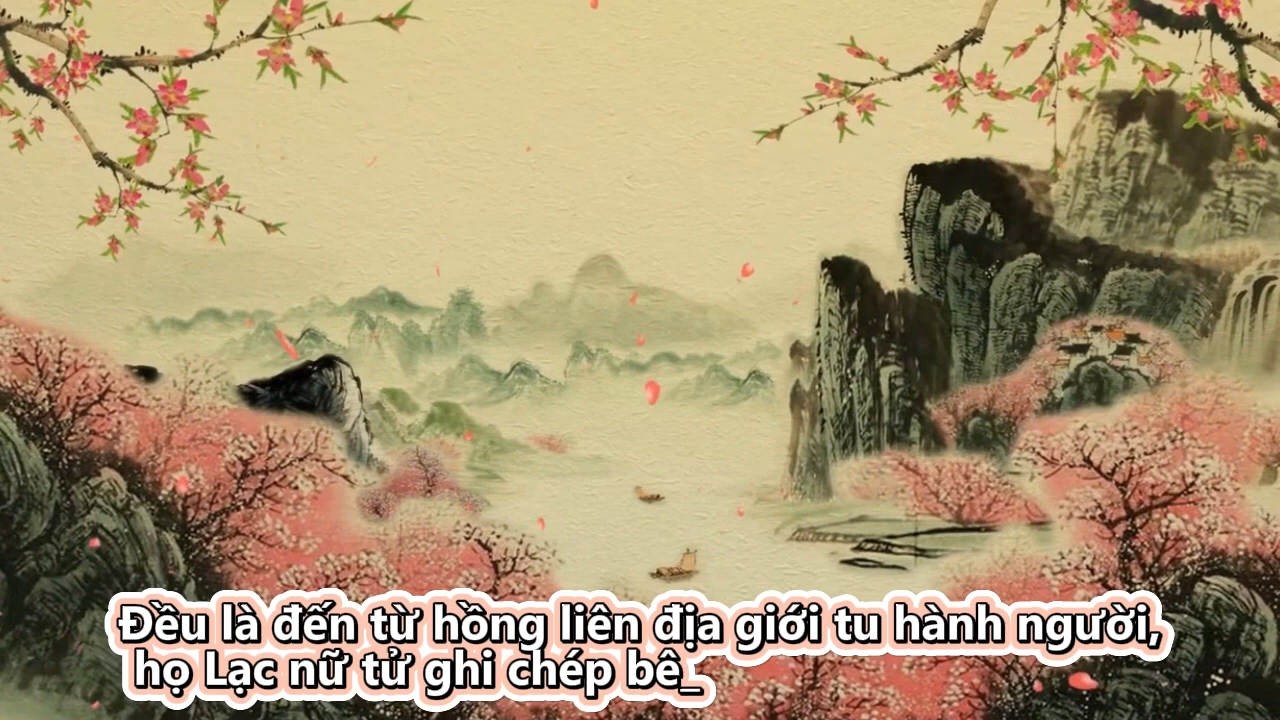 Đều là đến từ hồng liên địa giới tu hành người,
họ Lạc nữ tử ghi chép bê_